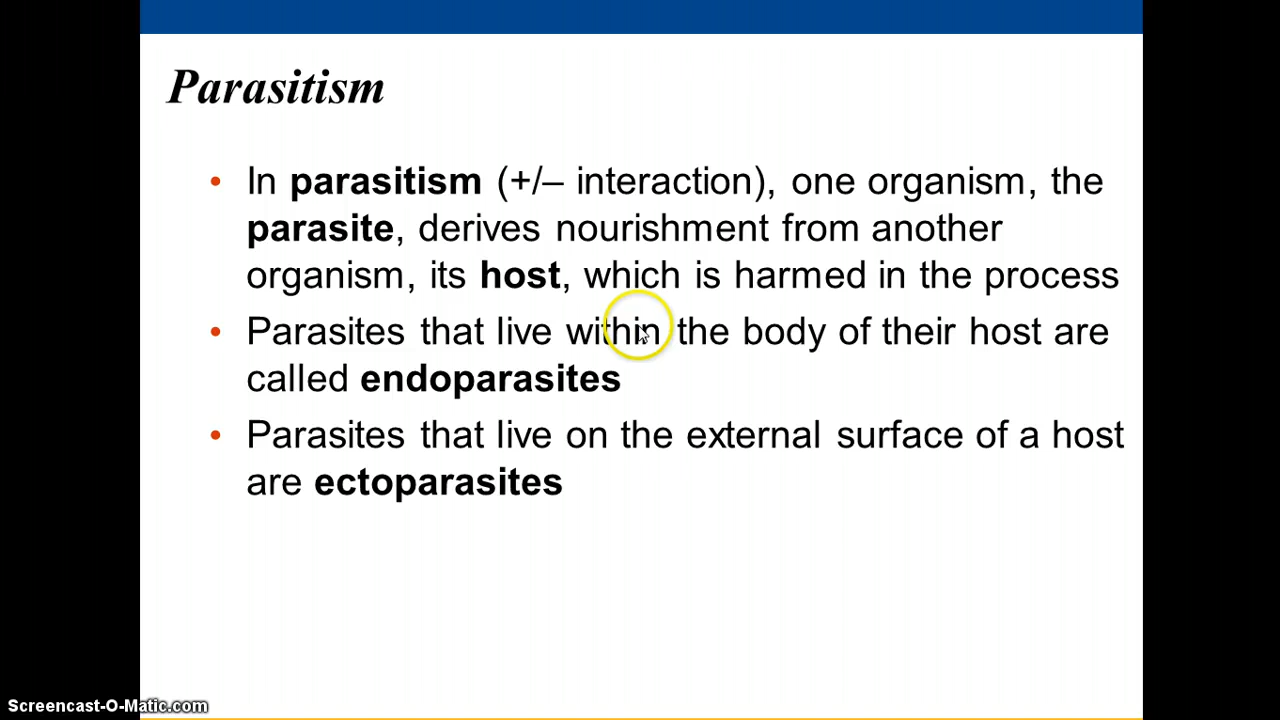 Parasitism
• In parasitism (+/– interaction), one organism, the
parasite, derives nourishment from another
organism, its host, which is harmed in the process
• Parasites that live within the body of their host are
called endoparasites
• Parasites that live on the external surface of a host
are ectoparasites
Screencast-O-Matic.com